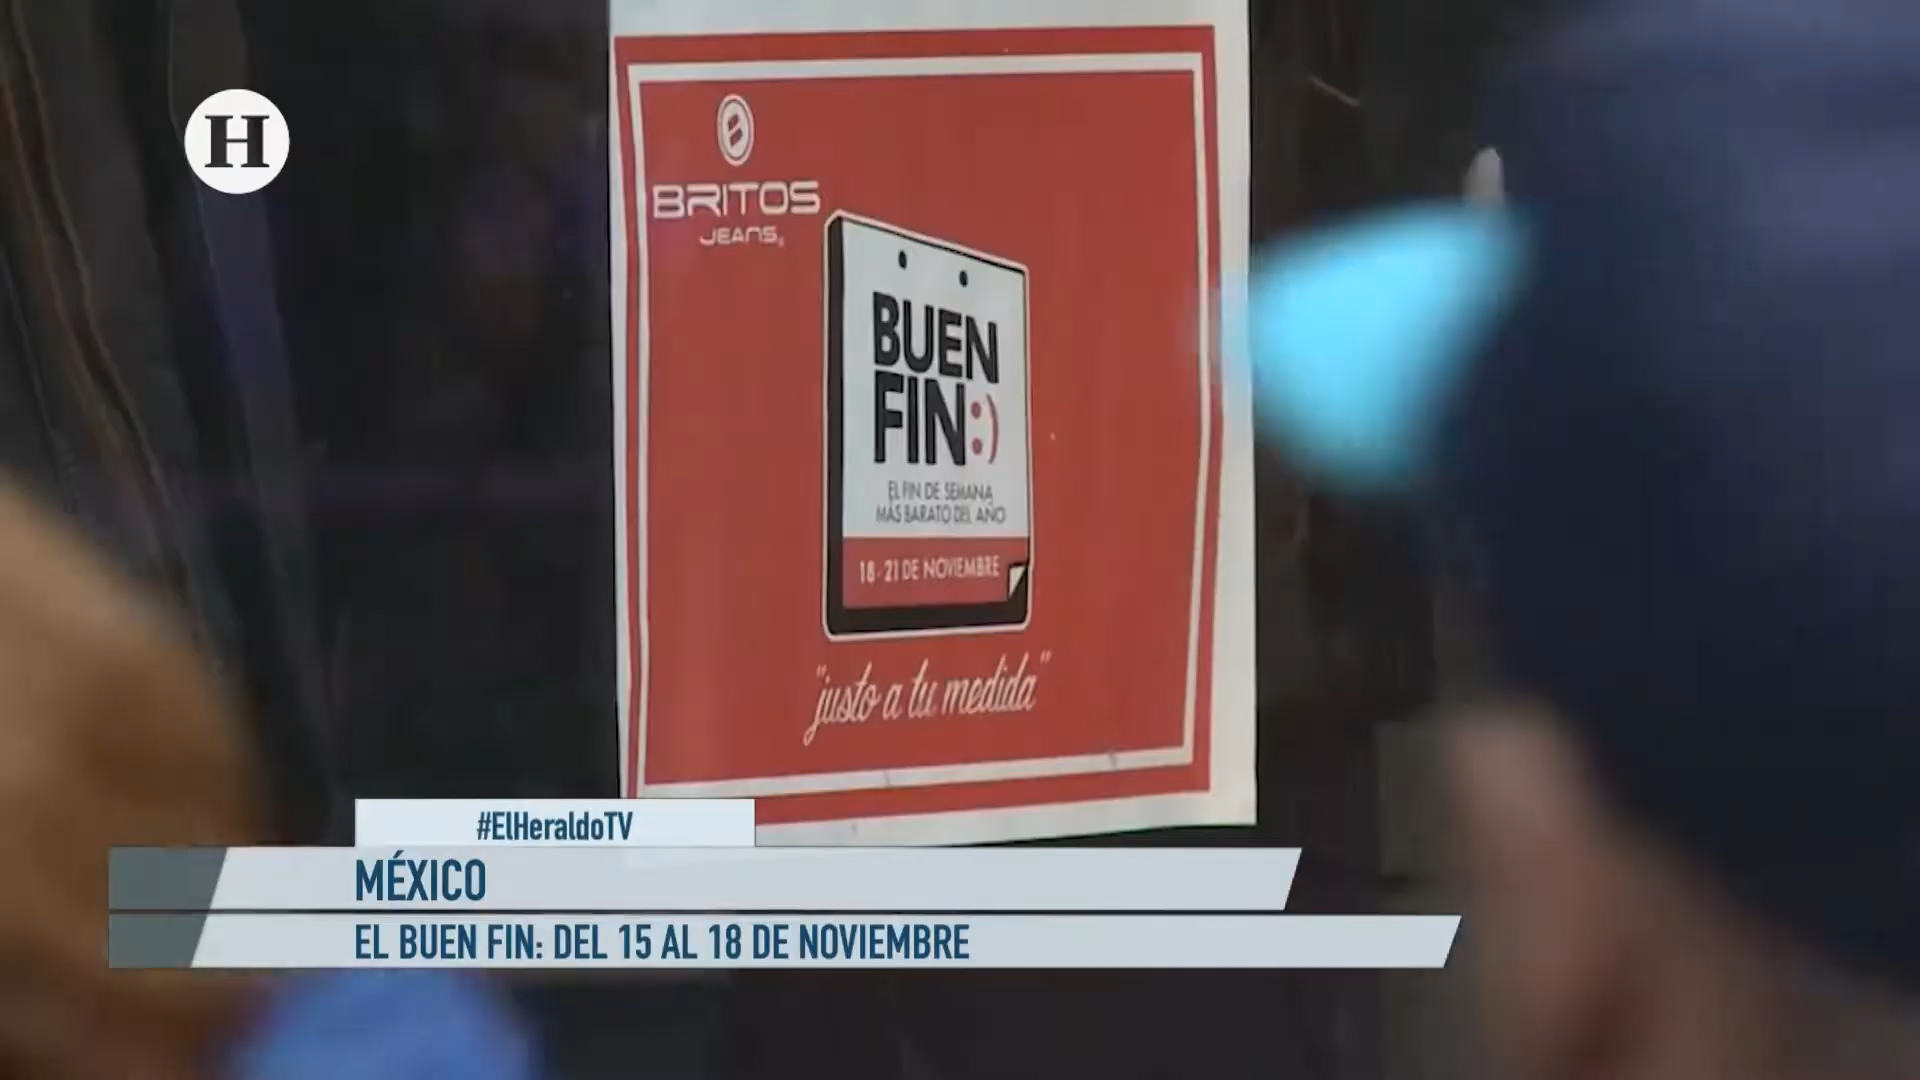 H
BRITOS
JEANS
BUEN
FIN:)
EL FIN DE SEMANA
MÁS BARATO DEL AÑO
18-21 DE NOVIEMBRE
"justo a tu medida"
#ElHeraldoTV
MÉXICO
EL BUEN FIN: DEL 15 AL 18 DE NOVIEMBRE